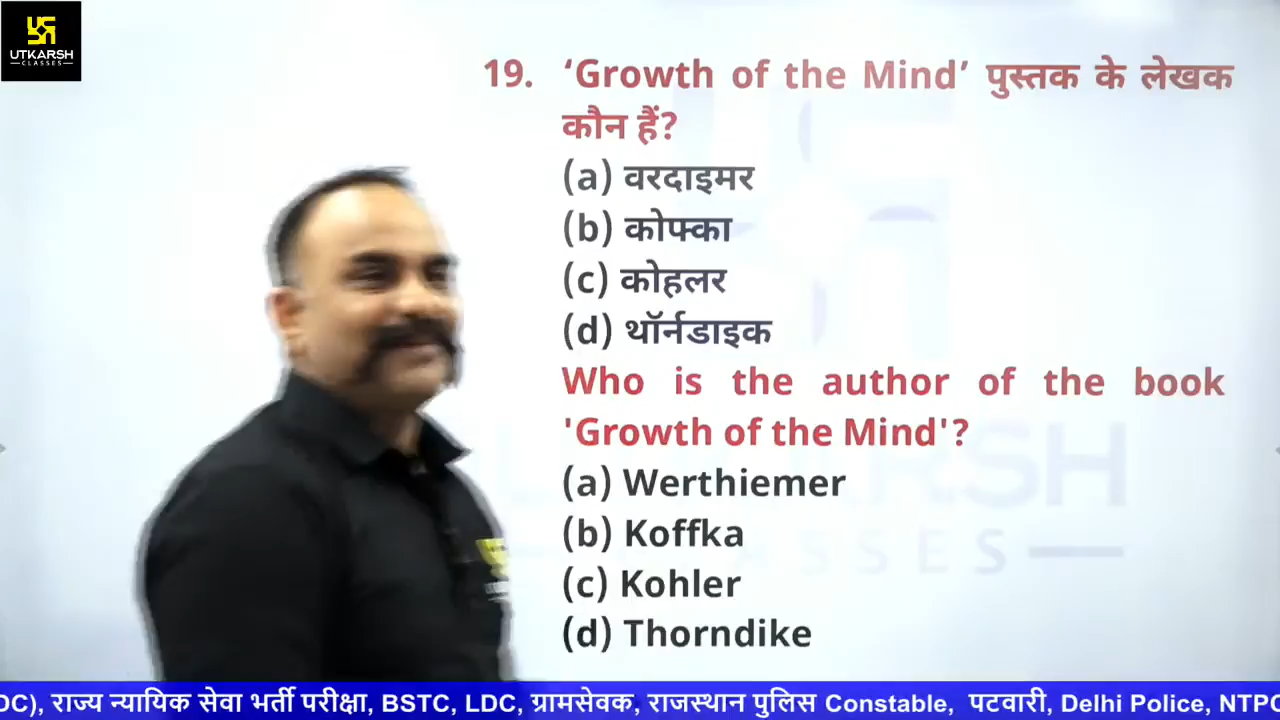 UTKARSH
CLASSES
19. ‘Growth of the Mind’ पुस्तक के लेखक
कौन हैं?
(a) वरदाइमर
(b) कोफ्का
(c) कोहलर
(d) थॉर्नडाइक
Who is the author of the book
'Growth of the Mind'?
(a) Werthiemer
(b) Koffka
(c) Kohler
(d) Thorndike
DC), राज्य न्यायिक सेवा भर्ती परीक्षा, BSTC, LDC, ग्रामसेवक, राजस्थान पुलिस Constable, पटवारी, Delhi Police, NTPC